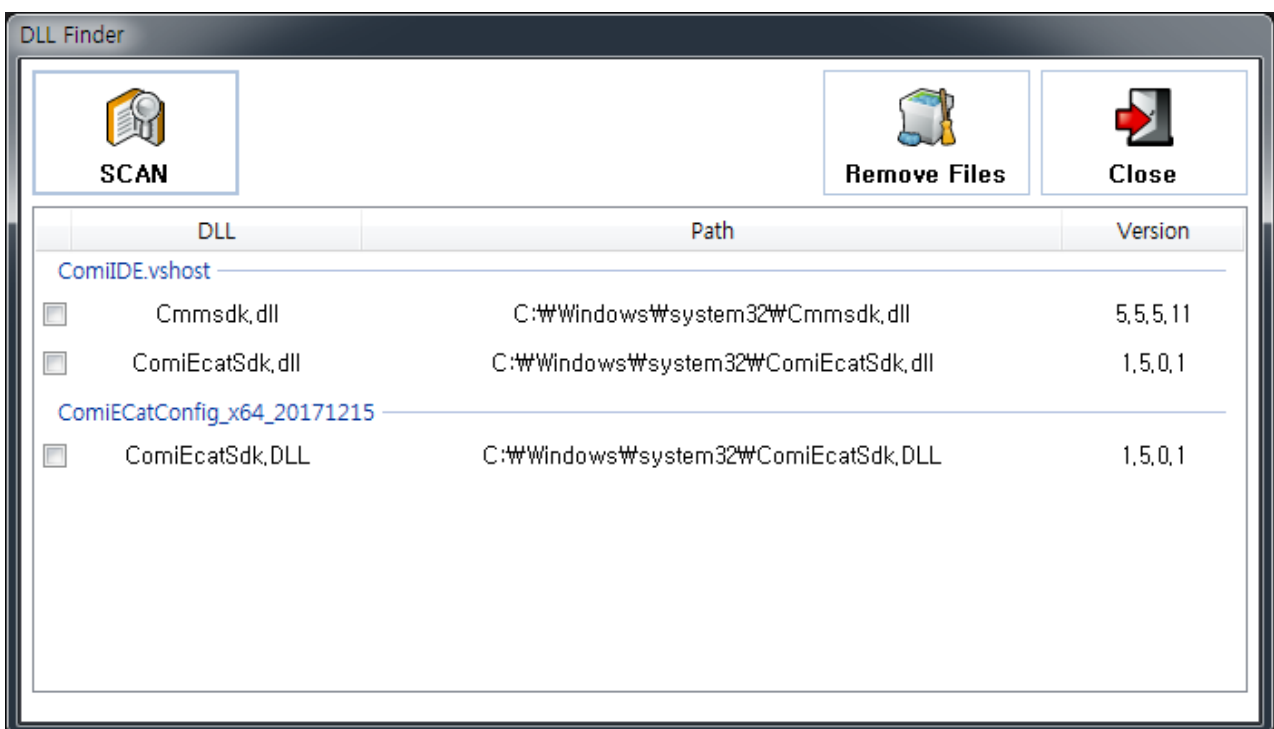 DLL Finder
SCAN
Remove Files
Close
DLL Path Version
ComiIDE.vshost
Cmmsdk.dll C:₩Windows₩system32₩Cmmsdk.dll 5.5.5.11
ComiEcatSdk.dll C:₩Windows₩system32₩ComiEcatSdk.dll 1.5.0.1
ComiECatConfig_x64_20171215
ComiEcatSdk.DLL C:₩Windows₩system32₩ComiEcatSdk.DLL 1.5.0.1